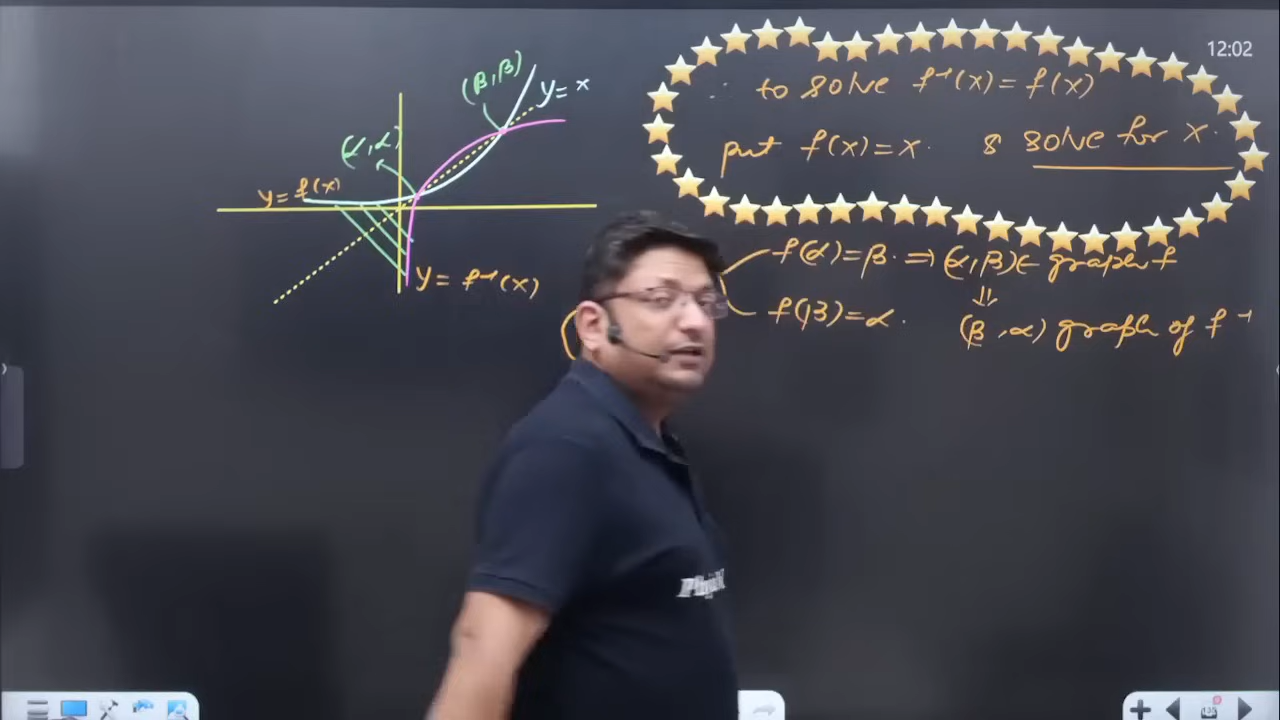 12:02
∴ to solve f⁻¹(x) = f(x)
put f(x) = x. & solve for x.
(β, β)
y = x
(α, α)
y = f(x)
y = f⁻¹(x)
f(α) = β. ⇒ (α, β) ∈ graph f
⇓
f(β) = α.
(β, α) graph of f⁻¹